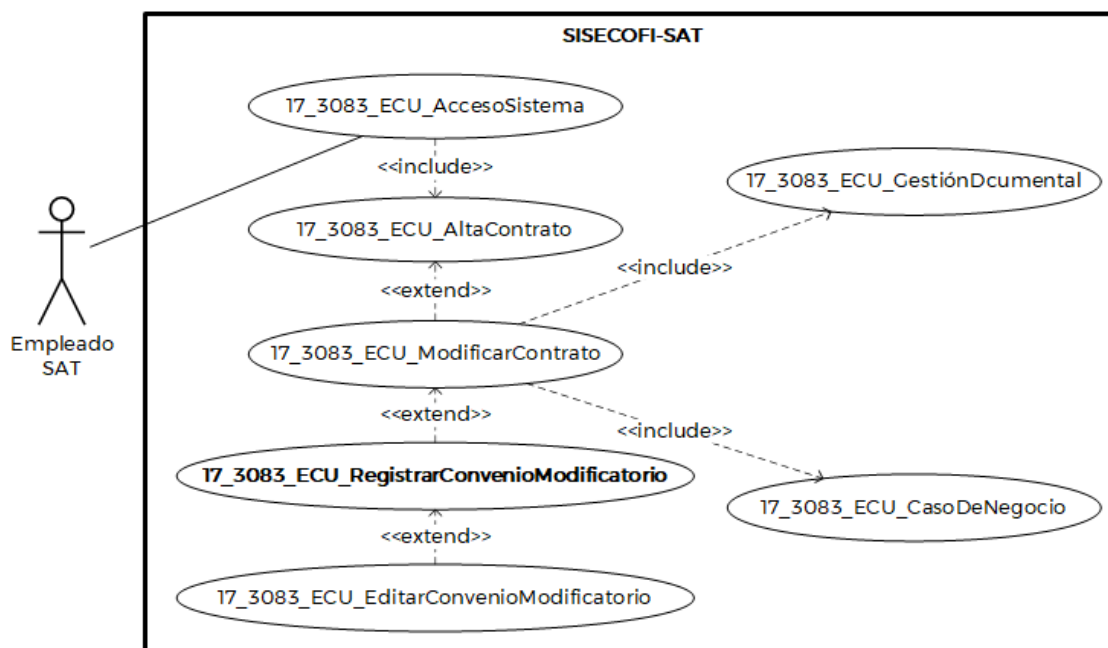 SISECOFI-SAT
17_3083_ECU_AccesoSistema
<<include>>
17_3083_ECU_GestiónDcumental
17_3083_ECU_AltaContrato
<<include>>
<<extend>>
Empleado
SAT
17_3083_ECU_ModificarContrato
<<extend>>
<<include>>
17_3083_ECU_RegistrarConvenioModificatorio
17_3083_ECU_CasoDeNegocio
<<extend>>
17_3083_ECU_EditarConvenioModificatorio